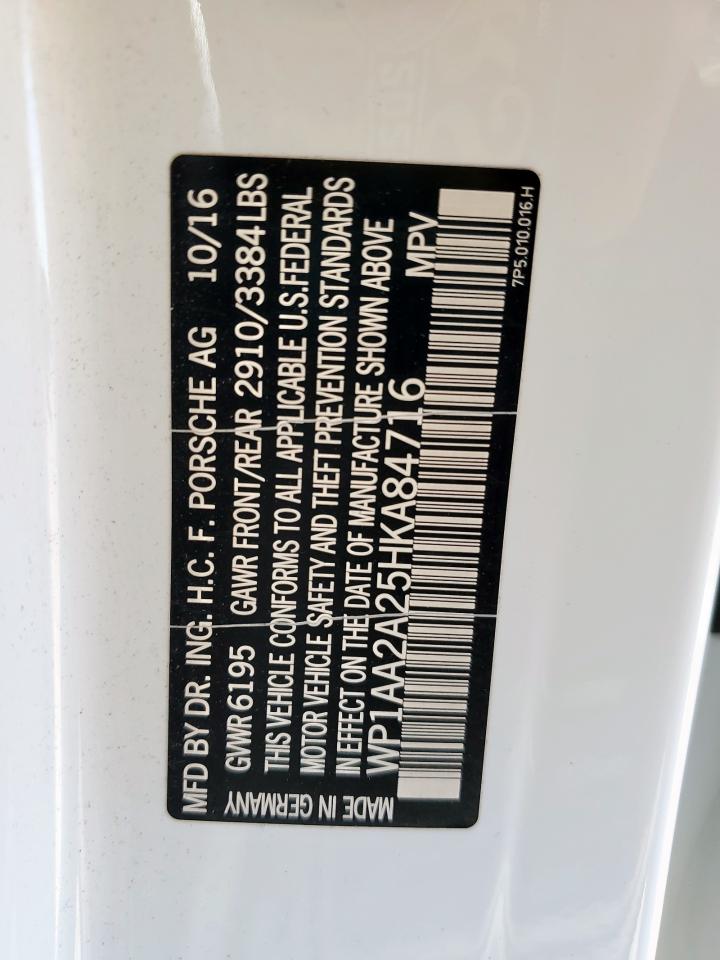 MFD BY DR. ING. H.C. F. PORSCHE AG 10/16
GVWR 6195 GAWR FRONT/REAR 2910/3384 LBS
THIS VEHICLE CONFORMS TO ALL APPLICABLE U.S.FEDERAL
MOTOR VEHICLE SAFETY AND THEFT PREVENTION STANDARDS
IN EFFECT ON THE DATE OF MANUFACTURE SHOWN ABOVE
WP1AA2A25HKA84716 MPV
MADE IN GERMANY
7P5.010.016.H